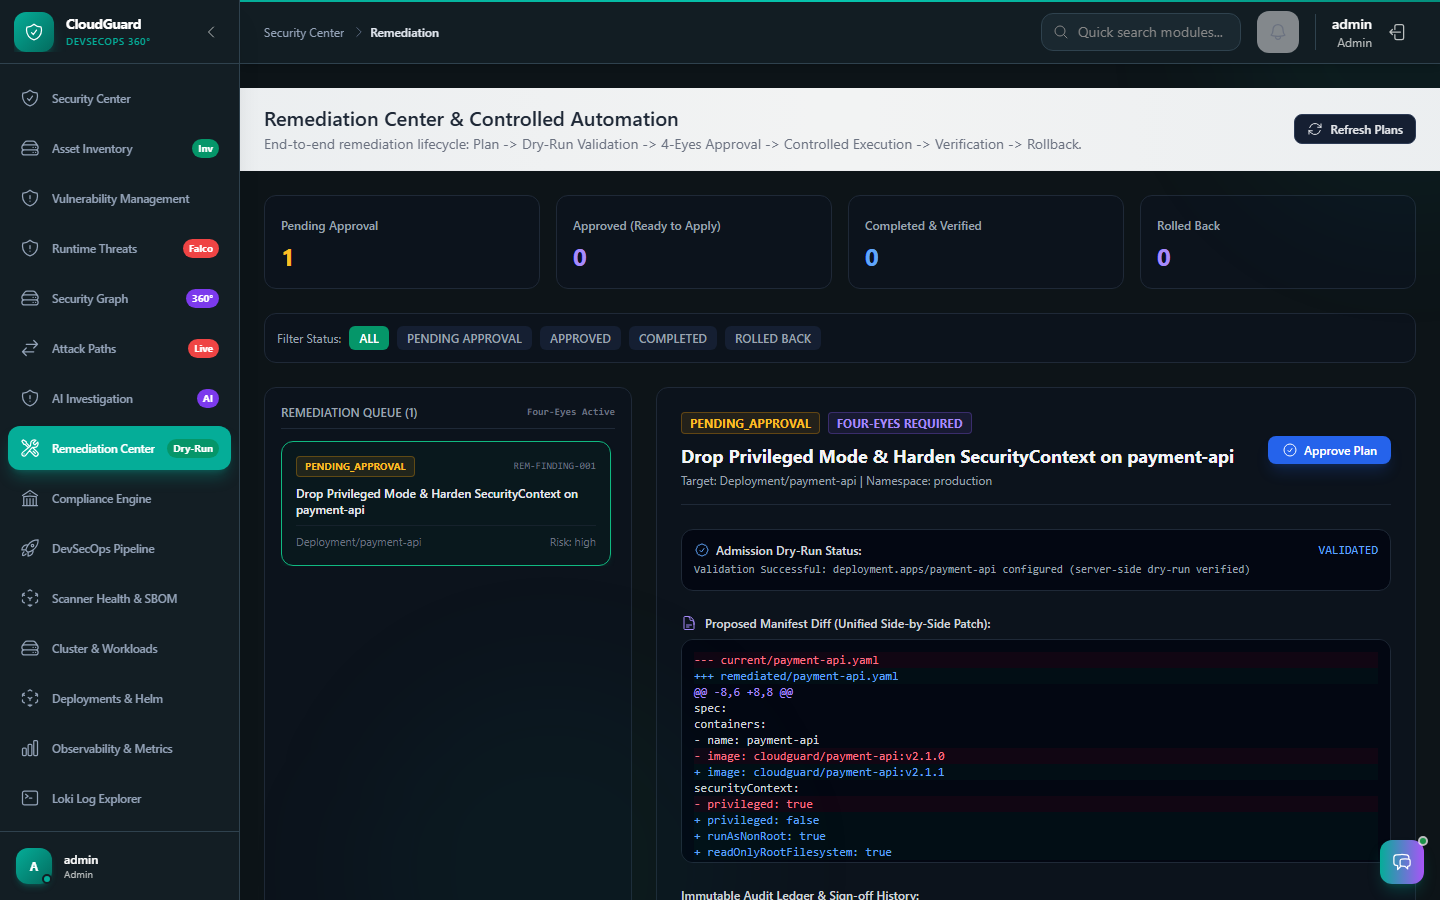 CloudGuard
DEVSECOPS 360°
Security Center
Asset Inventory
Inv
Vulnerability Management
Runtime Threats
Falco
Security Graph
360°
Attack Paths
Live
AI Investigation
AI
Remediation Center
Dry-Run
Compliance Engine
DevSecOps Pipeline
Scanner Health & SBOM
Cluster & Workloads
Deployments & Helm
Observability & Metrics
Loki Log Explorer
A
admin
Admin
Security Center > Remediation
Quick search modules...
admin
Admin
Remediation Center & Controlled Automation
End-to-end remediation lifecycle: Plan -> Dry-Run Validation -> 4-Eyes Approval -> Controlled Execution -> Verification -> Rollback.
Refresh Plans
Pending Approval
1
Approved (Ready to Apply)
0
Completed & Verified
0
Rolled Back
0
Filter Status:
ALL
PENDING APPROVAL
APPROVED
COMPLETED
ROLLED BACK
REMEDIATION QUEUE (1)
Four-Eyes Active
PENDING_APPROVAL
REM-FINDING-001
Drop Privileged Mode & Harden SecurityContext on
payment-api
Deployment/payment-api
Risk: high
PENDING_APPROVAL
FOUR-EYES REQUIRED
Drop Privileged Mode & Harden SecurityContext on payment-api
Target: Deployment/payment-api | Namespace: production
Approve Plan
Admission Dry-Run Status:
VALIDATED
Validation Successful: deployment.apps/payment-api configured (server-side dry-run verified)
Proposed Manifest Diff (Unified Side-by-Side Patch):
--- current/payment-api.yaml
+++ remediated/payment-api.yaml
@@ -8,6 +8,8 @@
spec:
containers:
- name: payment-api
- image: cloudguard/payment-api:v2.1.0
+ image: cloudguard/payment-api:v2.1.1
securityContext:
- privileged: true
+ privileged: false
+ runAsNonRoot: true
+ readOnlyRootFilesystem: true
Immutable Audit Ledger & Sign-off History: